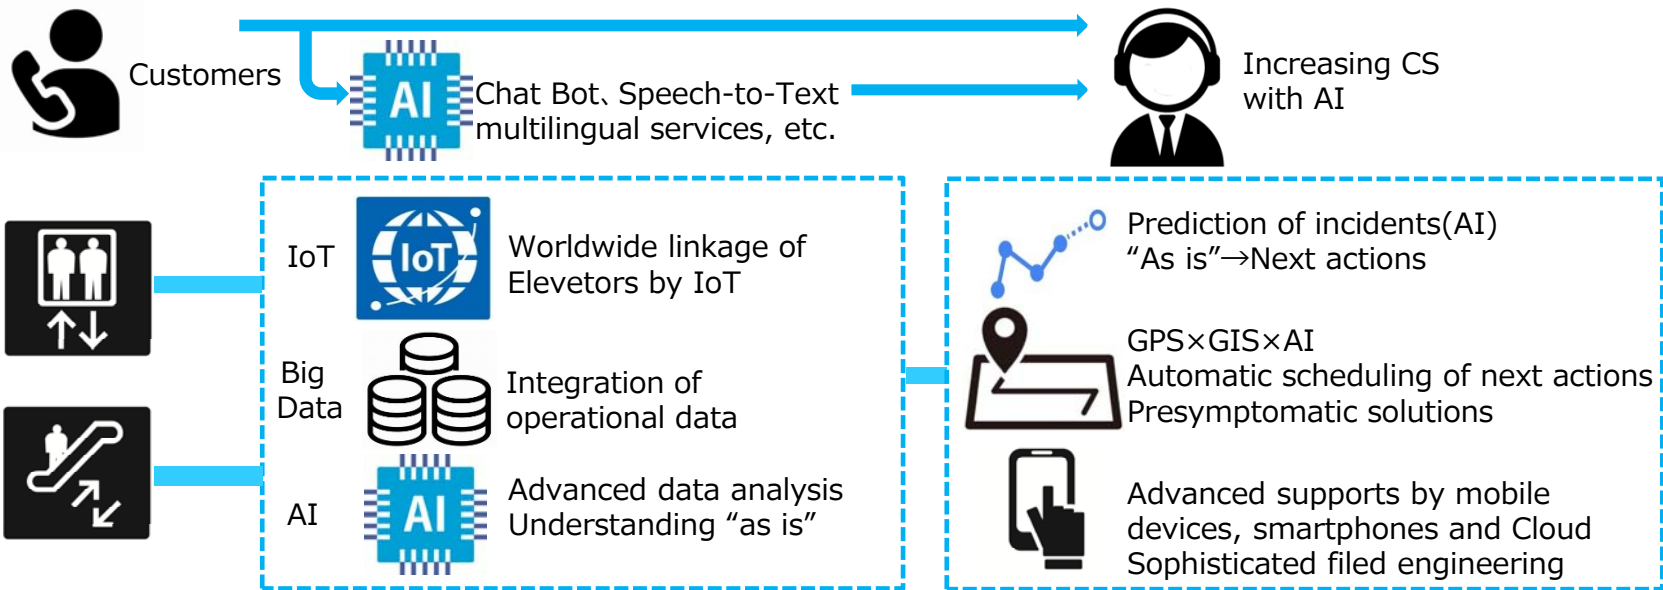 Customers
AI
Chat Bot、Speech-to-Text
multilingual services, etc.
Increasing CS
with AI
IoT
IoT
Worldwide linkage of
Elevetors by IoT
Big
Data
Integration of
operational data
AI
AI
Advanced data analysis
Understanding “as is”
Prediction of incidents(AI)
“As is”→Next actions
GPS×GIS×AI
Automatic scheduling of next actions
Presymptomatic solutions
Advanced supports by mobile
devices, smartphones and Cloud
Sophisticated filed engineering